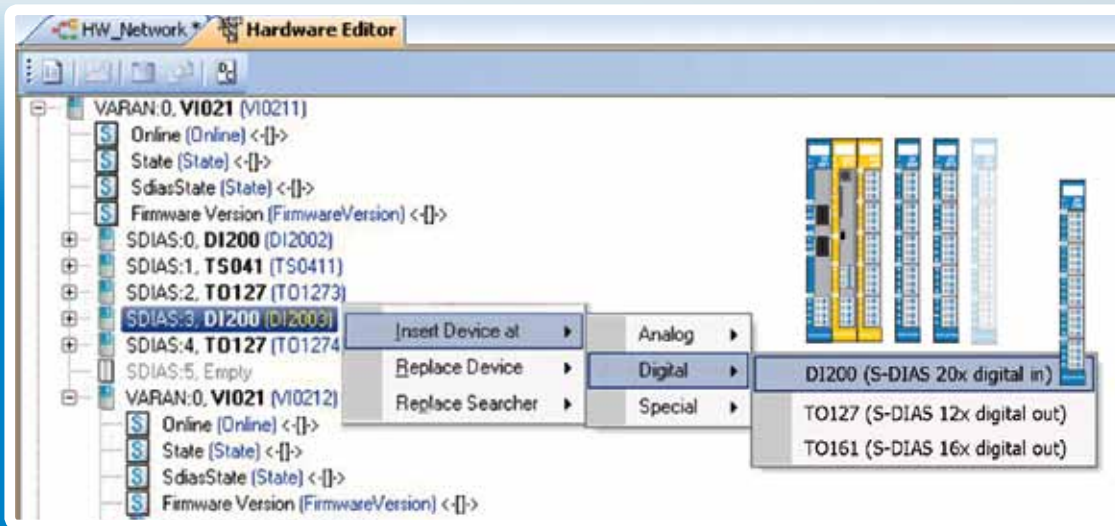 HW_Network * Hardware Editor
VARAN:0, VI021 (VI0211)
Online (Online) <-[]->
State (State) <-[]->
SdiasState (State) <-[]->
Firmware Version (FirmwareVersion) <-[]->
SDIAS:0, DI200 (DI2002)
SDIAS:1, TS041 (TS0411)
SDIAS:2, TO127 (TO1273)
SDIAS:3, DI200 (DI2003)
SDIAS:4, TO127 (TO1274
SDIAS:5, Empty
VARAN:0, VI021 (VI0212)
Online (Online) <-[]->
State (State) <-[]->
SdiasState (State) <-[]->
Firmware Version (FirmwareVersion) <-[]->
Insert Device at
Replace Device
Replace Searcher
Analog
Digital
Special
DI200 (S-DIAS 20x digital in)
TO127 (S-DIAS 12x digital out)
TO161 (S-DIAS 16x digital out)